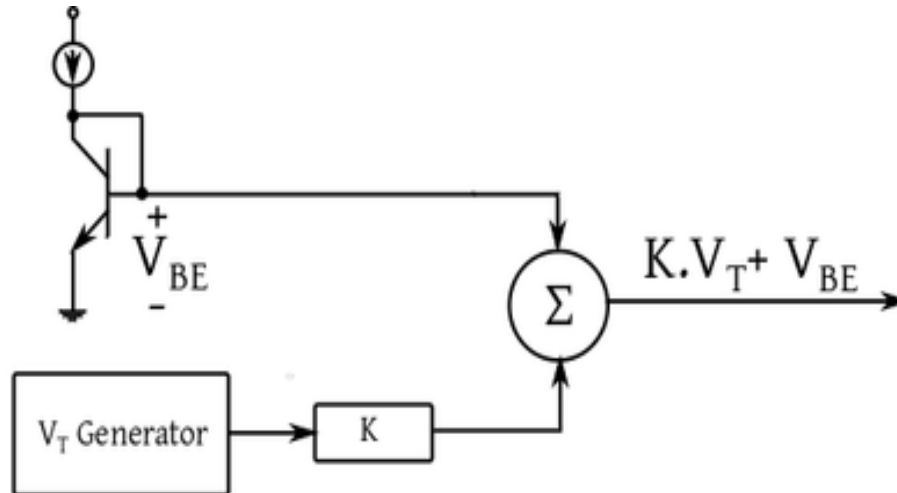 +
V_BE
-
K.V_T+ V_BE
Σ
V_T Generator
K